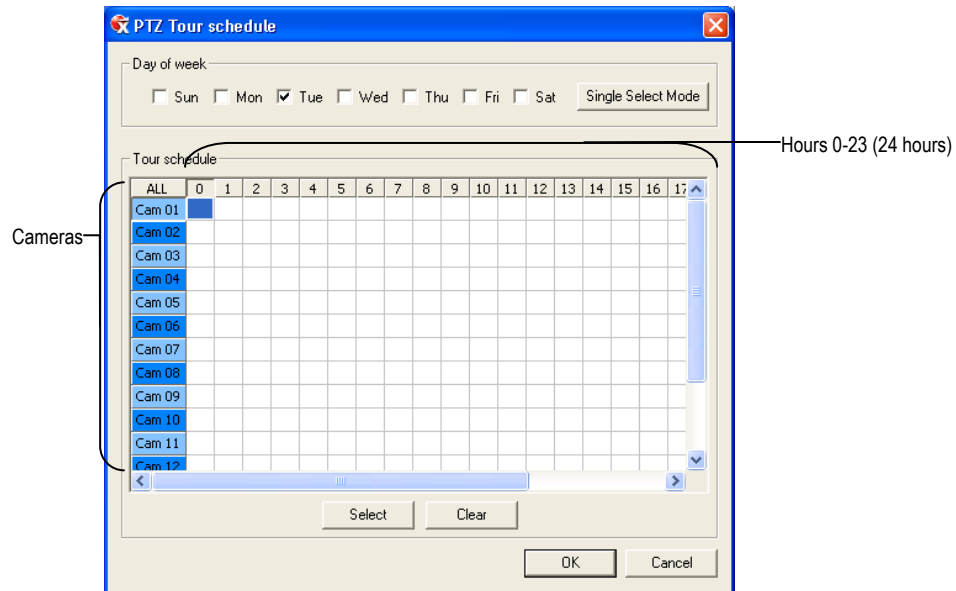 PTZ Tour schedule
Day of week
Sun Mon Tue Wed Thu Fri Sat Single Select Mode
Hours 0-23 (24 hours)
Tour schedule
ALL 0 1 2 3 4 5 6 7 8 9 10 11 12 13 14 15 16 17
Cam 01
Cameras
Cam 02
Cam 03
Cam 04
Cam 05
Cam 06
Cam 07
Cam 08
Cam 09
Cam 10
Cam 11
Cam 12
Select Clear
OK Cancel